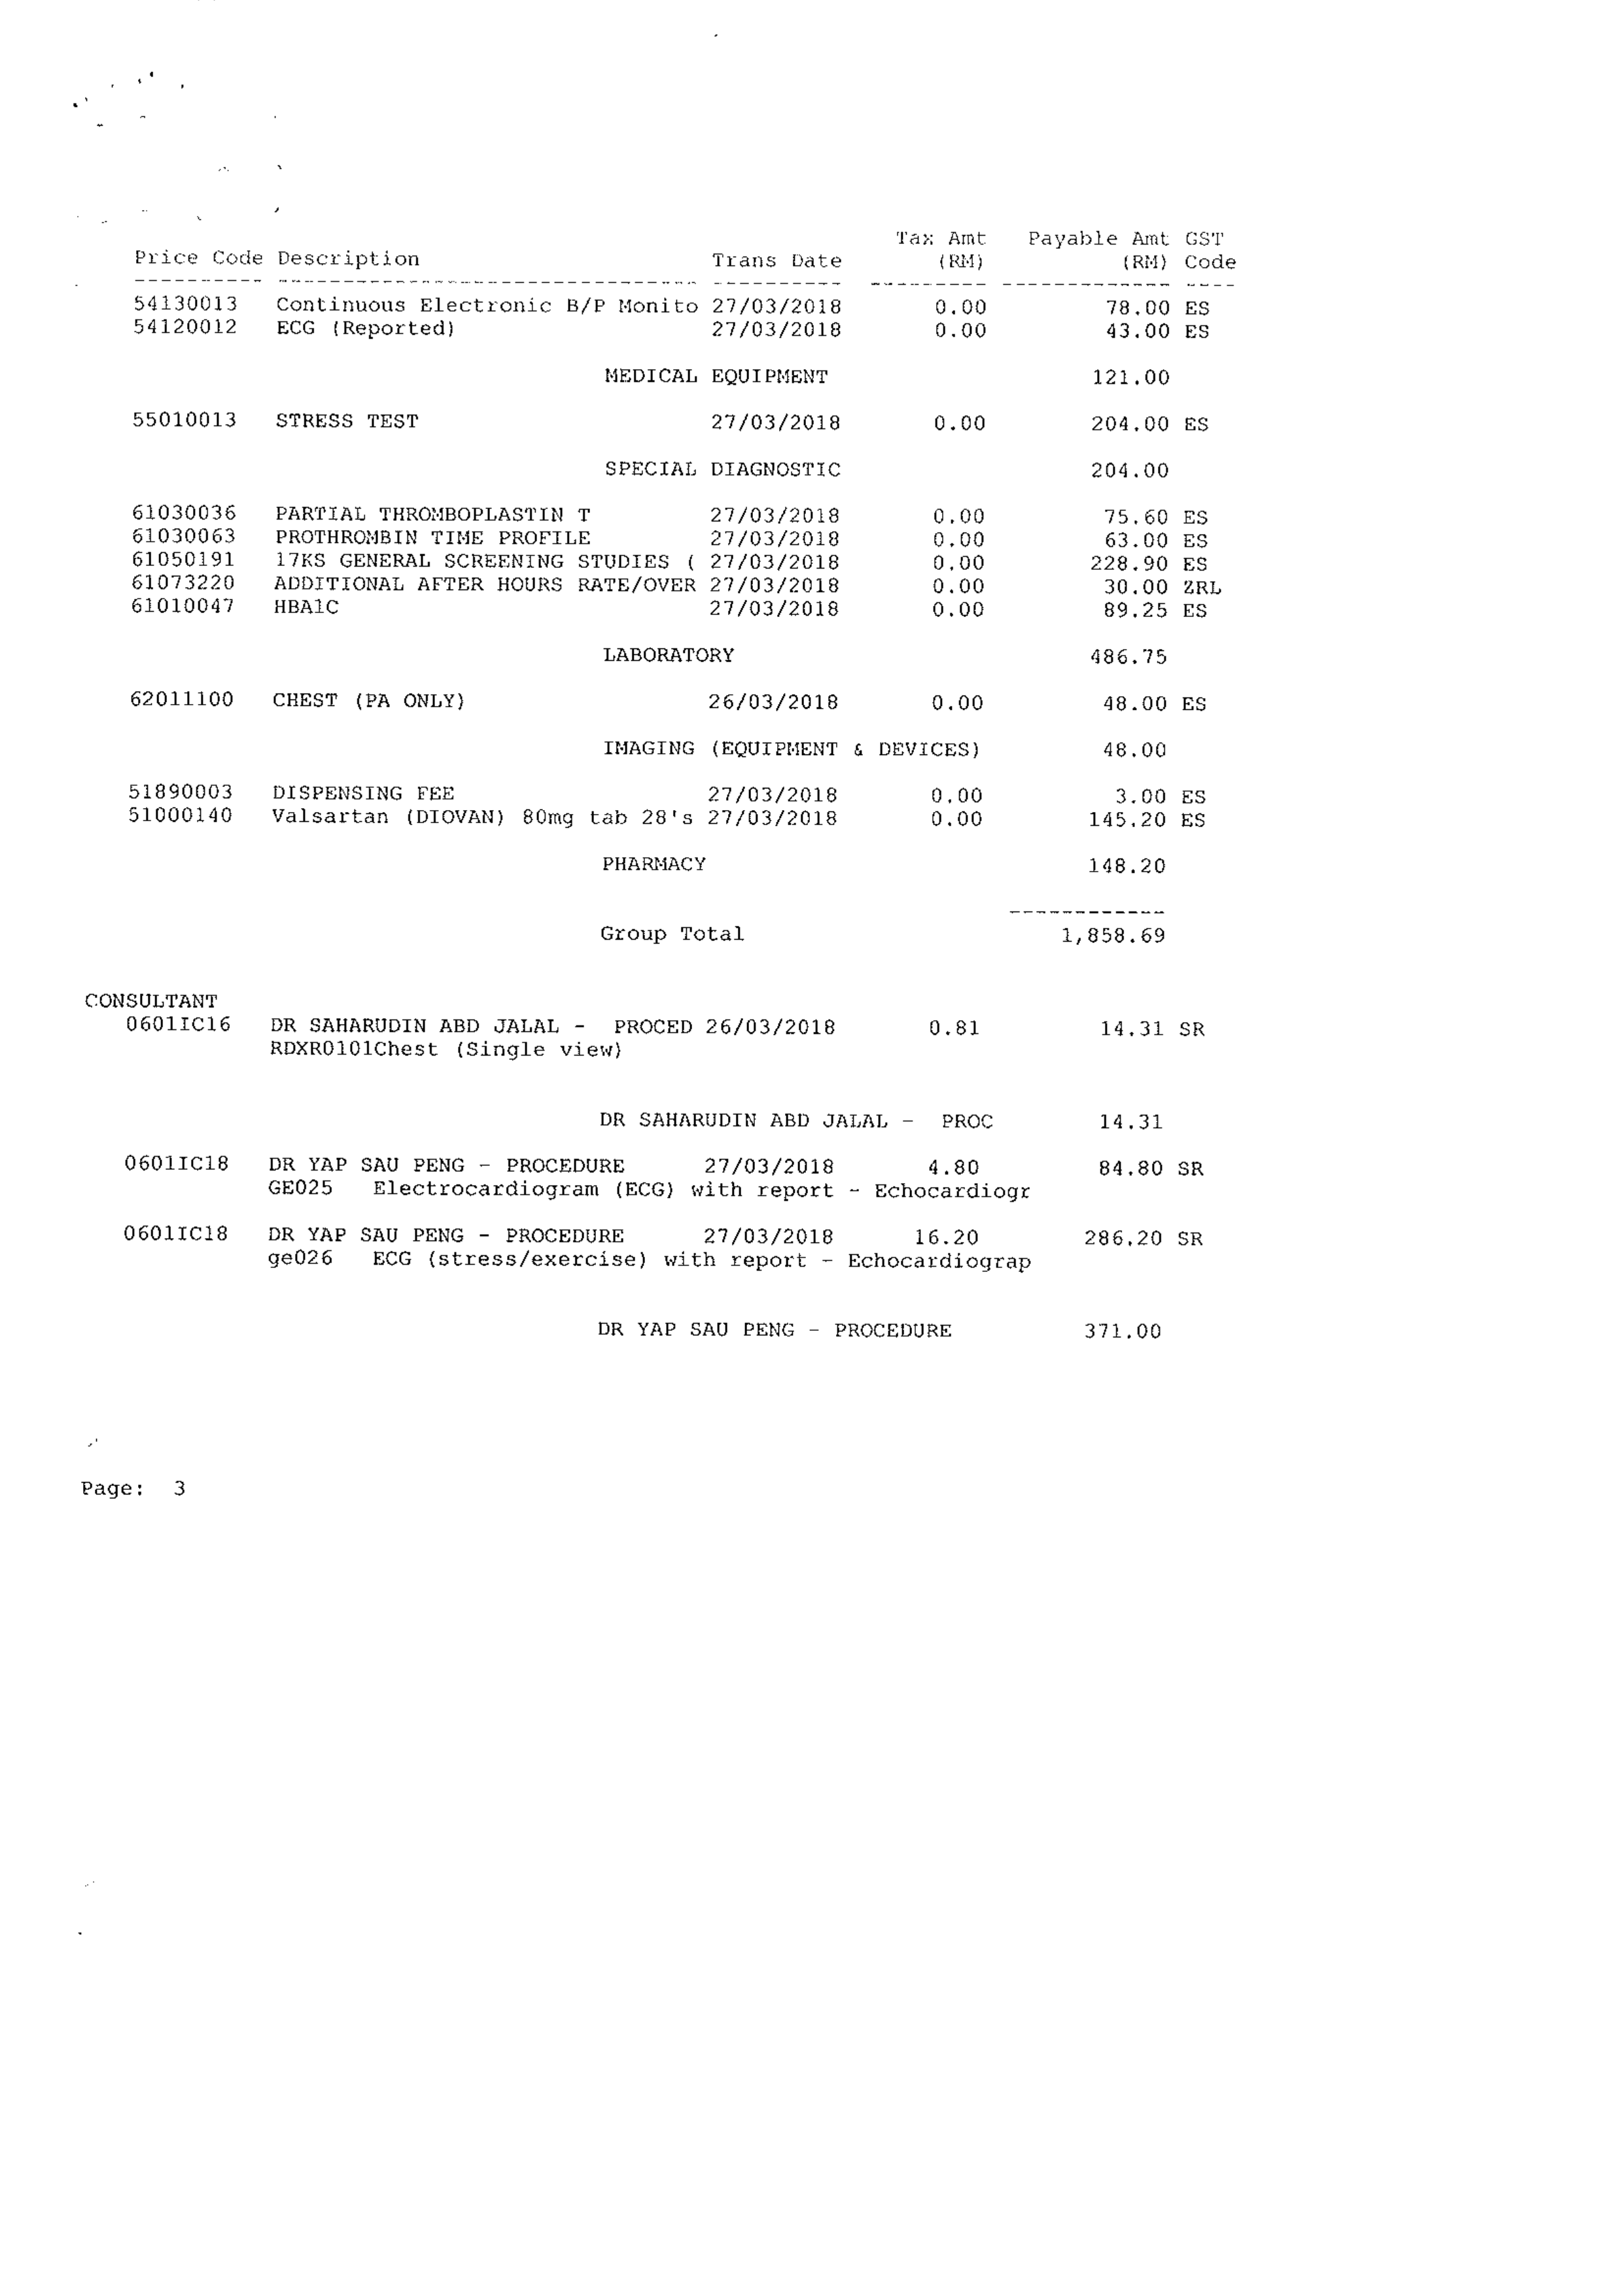 Tax Amt Payable Amt GST
Price Code Description Trans Date (RM) (RM) Code
54130013 Continuous Electronic B/P Monito 27/03/2018 0.00 78.00 ES
54120012 ECG (Reported) 27/03/2018 0.00 43.00 ES
MEDICAL EQUIPMENT 121.00
55010013 STRESS TEST 27/03/2018 0.00 204.00 ES
SPECIAL DIAGNOSTIC 204.00
61030036 PARTIAL THROMBOPLASTIN T 27/03/2018 0.00 75.60 ES
61030063 PROTHROMBIN TIME PROFILE 27/03/2018 0.00 63.00 ES
61050191 17KS GENERAL SCREENING STUDIES ( 27/03/2018 0.00 228.90 ES
61073220 ADDITIONAL AFTER HOURS RATE/OVER 27/03/2018 0.00 30.00 ZRL
61010047 HBA1C 27/03/2018 0.00 89.25 ES
LABORATORY 486.75
62011100 CHEST (PA ONLY) 26/03/2018 0.00 48.00 ES
IMAGING (EQUIPMENT & DEVICES) 48.00
51890003 DISPENSING FEE 27/03/2018 0.00 3.00 ES
51000140 Valsartan (DIOVAN) 80mg tab 28's 27/03/2018 0.00 145.20 ES
PHARMACY 148.20
Group Total 1,858.69
CONSULTANT
0601IC16 DR SAHARUDIN ABD JALAL - PROCED 26/03/2018 0.81 14.31 SR
RDXR0101Chest (Single view)
DR SAHARUDIN ABD JALAL - PROC 14.31
0601IC18 DR YAP SAU PENG - PROCEDURE 27/03/2018 4.80 84.80 SR
GE025 Electrocardiogram (ECG) with report - Echocardiogr
0601IC18 DR YAP SAU PENG - PROCEDURE 27/03/2018 16.20 286.20 SR
ge026 ECG (stress/exercise) with report - Echocardiograp
DR YAP SAU PENG - PROCEDURE 371.00
Page: 3